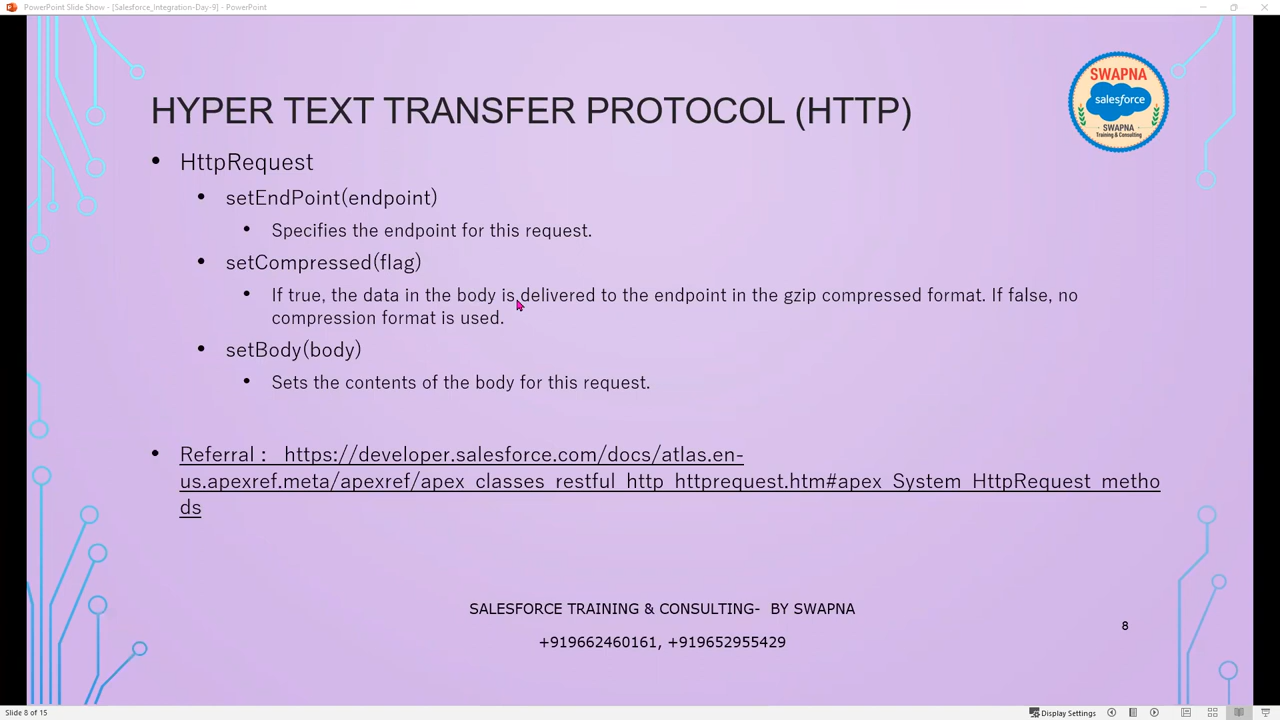 PowerPoint Slide Show - [Salesforce_Integration-Day-9] - PowerPoint
SWAPNA
salesforce
SWAPNA
Training & Consulting
HYPER TEXT TRANSFER PROTOCOL (HTTP)
• HttpRequest
• setEndPoint(endpoint)
• Specifies the endpoint for this request.
• setCompressed(flag)
• If true, the data in the body is delivered to the endpoint in the gzip compressed format. If false, no
compression format is used.
• setBody(body)
• Sets the contents of the body for this request.
• Referral : https://developer.salesforce.com/docs/atlas.en-
us.apexref.meta/apexref/apex_classes_restful_http_httprequest.htm#apex_System_HttpRequest_metho
ds
SALESFORCE TRAINING & CONSULTING- BY SWAPNA
+919662460161, +919652955429
8
Slide 8 of 15
Display Settings